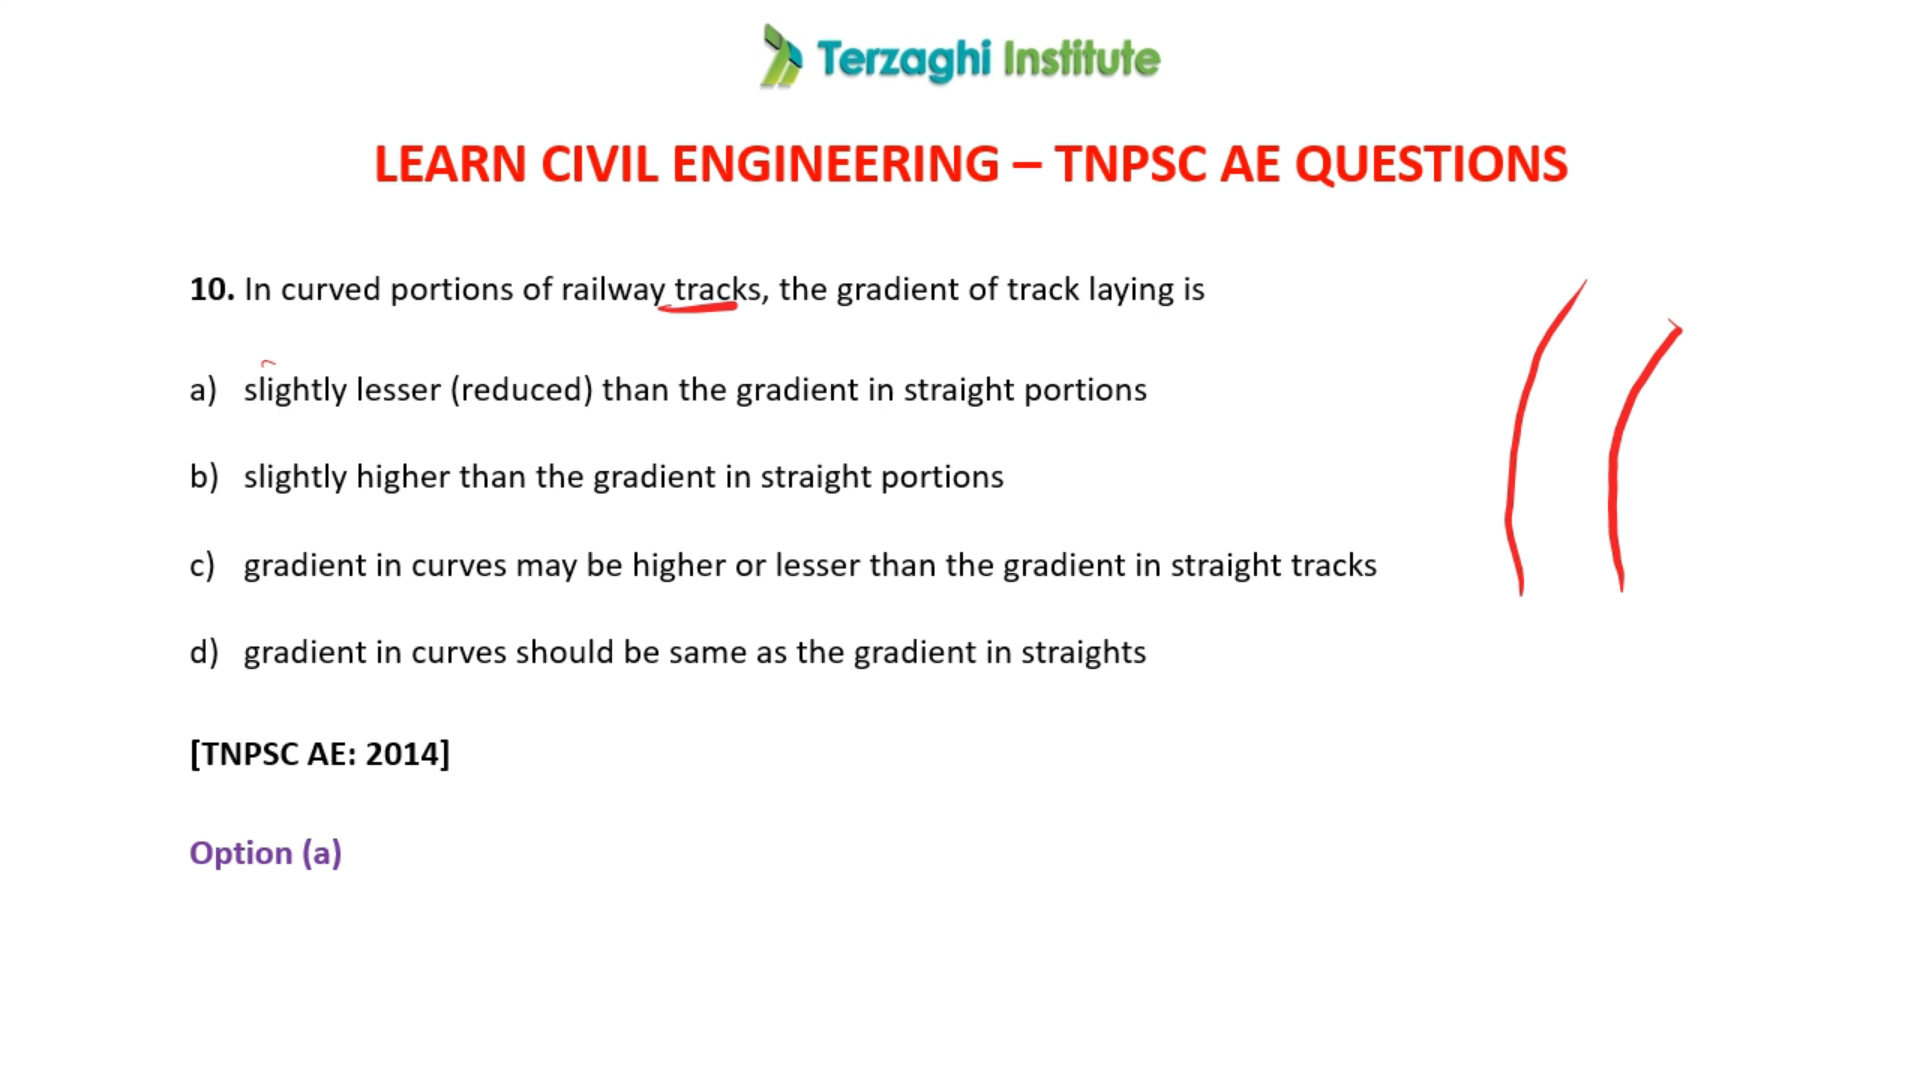 Terzaghi Institute
LEARN CIVIL ENGINEERING – TNPSC AE QUESTIONS
10. In curved portions of railway tracks, the gradient of track laying is
a) slightly lesser (reduced) than the gradient in straight portions
b) slightly higher than the gradient in straight portions
c) gradient in curves may be higher or lesser than the gradient in straight tracks
d) gradient in curves should be same as the gradient in straights
[TNPSC AE: 2014]
Option (a)